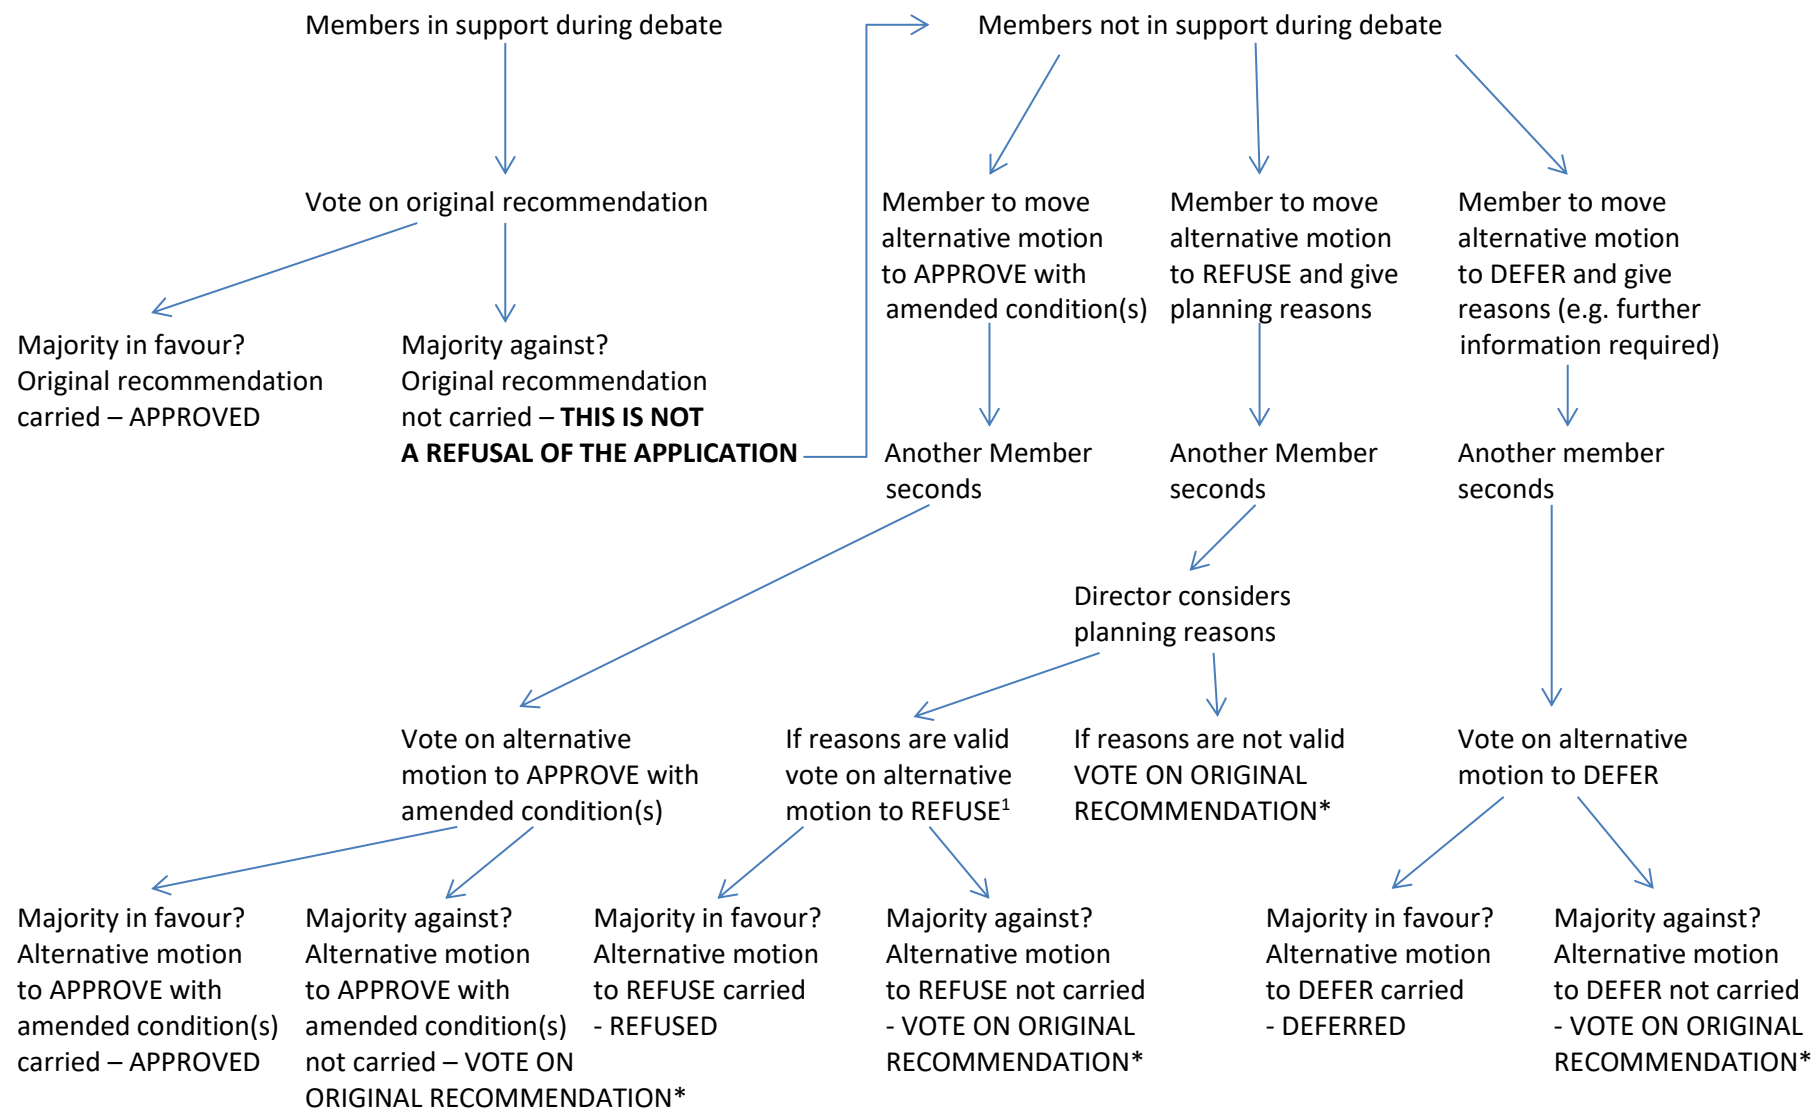 Members in support during debate
Members not in support during debate
Vote on original recommendation
Majority in favour?
Original recommendation
carried – APPROVED
Majority against?
Original recommendation
not carried – THIS IS NOT
A REFUSAL OF THE APPLICATION
Member to move
alternative motion
to APPROVE with
amended condition(s)
Member to move
alternative motion
to REFUSE and give
planning reasons
Member to move
alternative motion
to DEFER and give
reasons (e.g. further
information required)
Another Member
seconds
Another Member
seconds
Another member
seconds
Director considers
planning reasons
Vote on alternative
motion to APPROVE with
amended condition(s)
If reasons are valid
vote on alternative
motion to REFUSE¹
If reasons are not valid
VOTE ON ORIGINAL
RECOMMENDATION*
Vote on alternative
motion to DEFER
Majority in favour?
Alternative motion
to APPROVE with
amended condition(s)
carried – APPROVED
Majority against?
Alternative motion
to APPROVE with
amended condition(s)
not carried – VOTE ON
ORIGINAL RECOMMENDATION*
Majority in favour?
Alternative motion
to REFUSE carried
- REFUSED
Majority against?
Alternative motion
to REFUSE not carried
- VOTE ON ORIGINAL
RECOMMENDATION*
Majority in favour?
Alternative motion
to DEFER carried
- DEFERRED
Majority against?
Alternative motion
to DEFER not carried
- VOTE ON ORIGINAL
RECOMMENDATION*